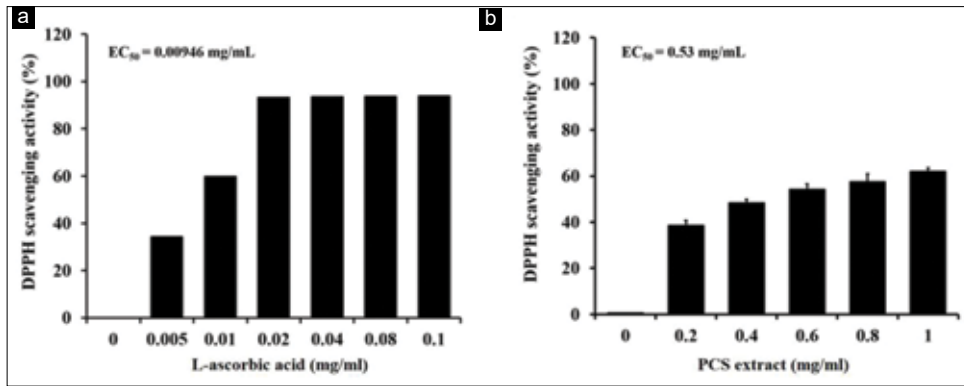 a
EC50 = 0.00946 mg/mL
DPPH scavenging activity (%)
120
100
80
60
40
20
0
0 0.005 0.01 0.02 0.04 0.08 0.1
L-ascorbic acid (mg/ml)
b
EC50 = 0.53 mg/mL
DPPH scavenging activity (%)
120
100
80
60
40
20
0
0 0.2 0.4 0.6 0.8 1
PCS extract (mg/ml)